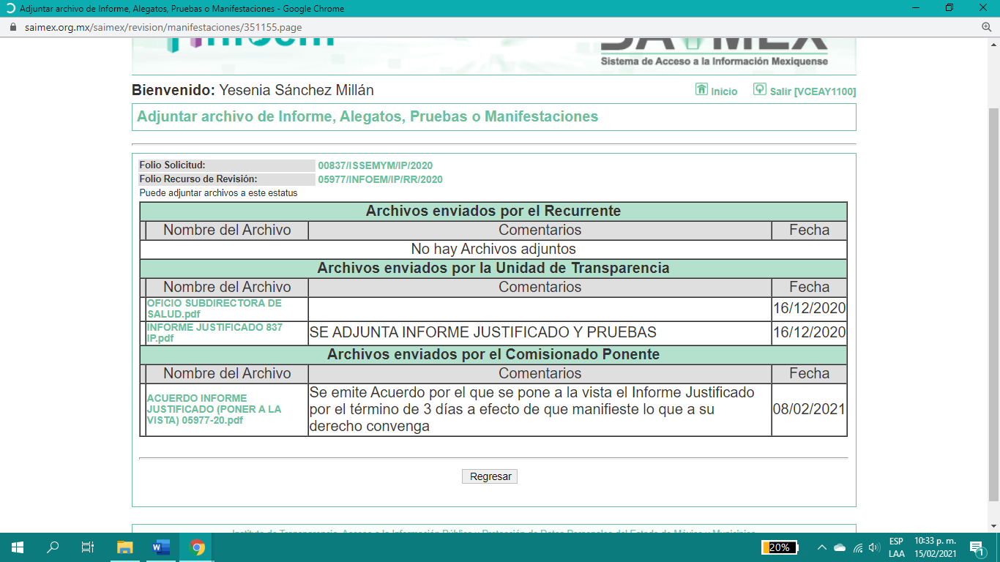 Adjuntar archivo de Informe, Alegatos, Pruebas o Manifestaciones - Google Chrome
saimex.org.mx/saimex/revision/manifestaciones/351155.page
Sistema de Acceso a la Información Mexiquense
Bienvenido: Yesenia Sánchez Millán
Inicio Salir [VCEAY1100]
Adjuntar archivo de Informe, Alegatos, Pruebas o Manifestaciones
Folio Solicitud: 00837/ISSEMYM/IP/2020
Folio Recurso de Revisión: 05977/INFOEM/IP/RR/2020
Puede adjuntar archivos a este estatus
Archivos enviados por el Recurrente
Nombre del Archivo Comentarios Fecha
No hay Archivos adjuntos
Archivos enviados por la Unidad de Transparencia
Nombre del Archivo Comentarios Fecha
OFICIO SUBDIRECTORA DE
SALUD.pdf
16/12/2020
INFORME JUSTIFICADO 837
IP.pdf
SE ADJUNTA INFORME JUSTIFICADO Y PRUEBAS
16/12/2020
Archivos enviados por el Comisionado Ponente
Nombre del Archivo Comentarios Fecha
ACUERDO INFORME
JUSTIFICADO (PONER A LA
VISTA) 05977-20.pdf
Se emite Acuerdo por el que se pone a la vista el Informe Justificado
por el término de 3 días a efecto de que manifieste lo que a su
derecho convenga
08/02/2021
Regresar
Instituto de Transparencia, Acceso a la Información Pública y Protección de Datos Personales del Estado de México y Municipios
20%
ESP
LAA
10:33 p. m.
15/02/2021
1